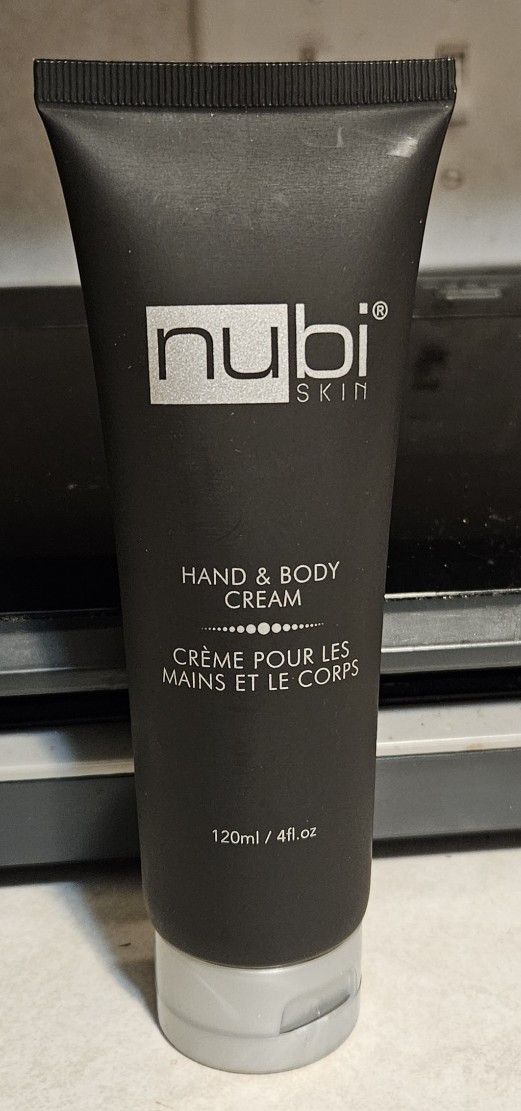 nubi®
SKIN
HAND & BODY
CREAM
CRÈME POUR LES
MAINS ET LE CORPS
120ml / 4fl.oz